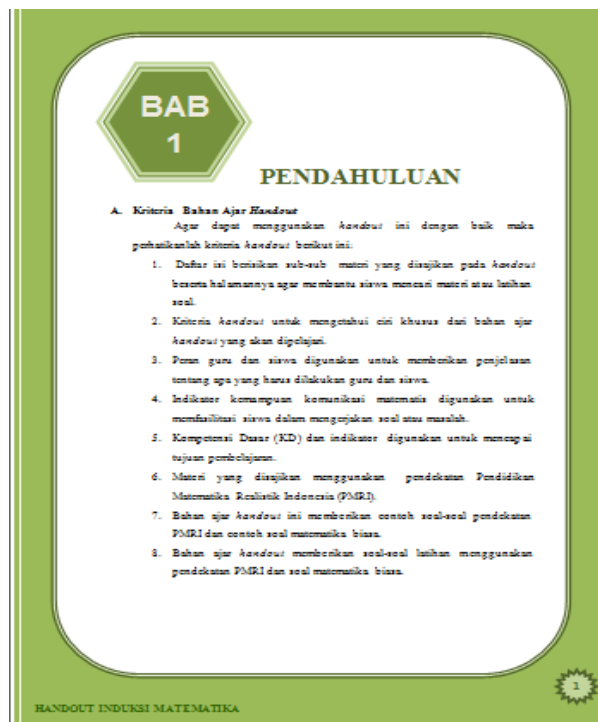 BAB
1
PENDAHULUAN
A. Kriteria Bahan Ajar Handout
Agar dapat menggunakan handout ini dengan baik maka
perhatikanlah kriteria handout berikut ini:
1. Daftar isi berisikan sub-sub materi yang disajikan pada handout
beserta halamannya agar membantu siswa mencari materi atau latihan
soal.
2. Kriteria handout untuk mengetahui ciri khusus dari bahan ajar
handout yang akan dipelajari.
3. Peran guru dan siswa digunakan untuk memberikan penjelasan
tentang apa yang harus dilakukan guru dan siswa.
4. Indikator kemampuan komunikasi matematis digunakan untuk
memfasilitasi siswa dalam mengerjakan soal atau masalah.
5. Kompetensi Dasar (KD) dan indikator digunakan untuk mencapai
tujuan pembelajaran.
6. Materi yang disajikan menggunakan pendekatan Pendidikan
Matematika Realistik Indonesia (PMRI).
7. Bahan ajar handout ini memberikan contoh soal-soal pendekatan
PMRI dan contoh soal matematika biasa.
8. Bahan ajar handout memberikan soal-soal latihan menggunakan
pendekatan PMRI dan soal matematika biasa.
1
HANDOUT INDUKSI MATEMATIKA